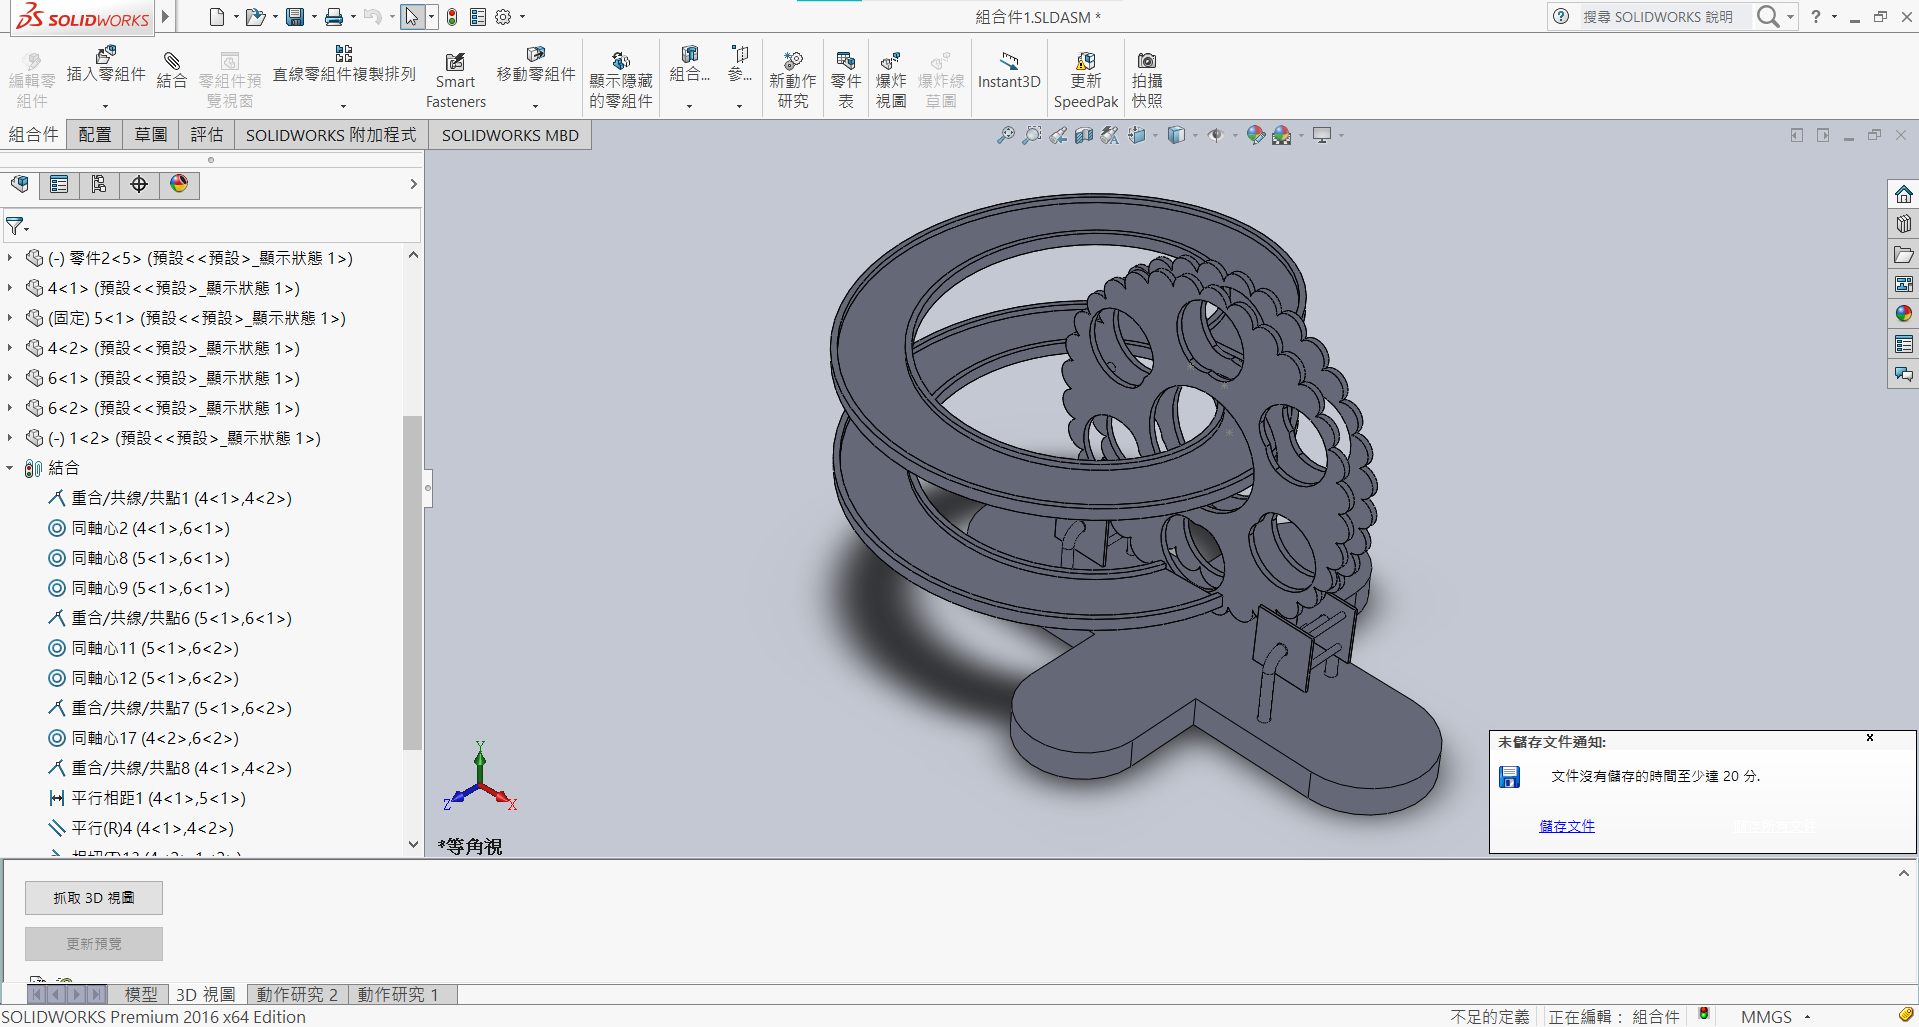 SOLIDWORKS
組合件1.SLDASM *
搜尋 SOLIDWORKS 說明
編輯零組件
插入零組件
結合
零組件預覽視窗
直線零組件複製排列
Smart Fasteners
移動零組件
顯示隱藏的零組件
組合...
參...
新動作研究
零件表
爆炸視圖
爆炸線草圖
Instant3D
更新 SpeedPak
拍攝快照
組合件
配置
草圖
評估
SOLIDWORKS 附加程式
SOLIDWORKS MBD
(-) 零件2<5> (預設<<預設>_顯示狀態 1>)
4<1> (預設<<預設>_顯示狀態 1>)
(固定) 5<1> (預設<<預設>_顯示狀態 1>)
4<2> (預設<<預設>_顯示狀態 1>)
6<1> (預設<<預設>_顯示狀態 1>)
6<2> (預設<<預設>_顯示狀態 1>)
(-) 1<2> (預設<<預設>_顯示狀態 1>)
結合
重合/共線/共點1 (4<1>,4<2>)
同軸心2 (4<1>,6<1>)
同軸心8 (5<1>,6<1>)
同軸心9 (5<1>,6<1>)
重合/共線/共點6 (5<1>,6<1>)
同軸心11 (5<1>,6<2>)
同軸心12 (5<1>,6<2>)
重合/共線/共點7 (5<1>,6<2>)
同軸心17 (4<2>,6<2>)
重合/共線/共點8 (4<1>,4<2>)
平行相距1 (4<1>,5<1>)
平行(R)4 (4<1>,4<2>)
Y
Z
X
*等角視
未儲存文件通知:
x
文件沒有儲存的時間至少達 20 分.
儲存文件
抓取 3D 視圖
更新預覽
模型
3D 視圖
動作研究 2
動作研究 1
SOLIDWORKS Premium 2016 x64 Edition
不足的定義
正在編輯： 組合件
MMGS